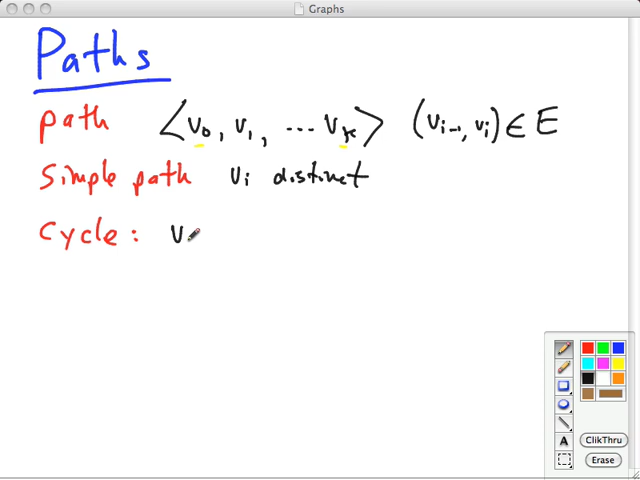 Graphs
Paths
path <v₀, v₁, ... vₖ> (vᵢ₋₁, vᵢ) ∈ E
Simple path vᵢ distinct
Cycle: v
A
ClikThru
Erase